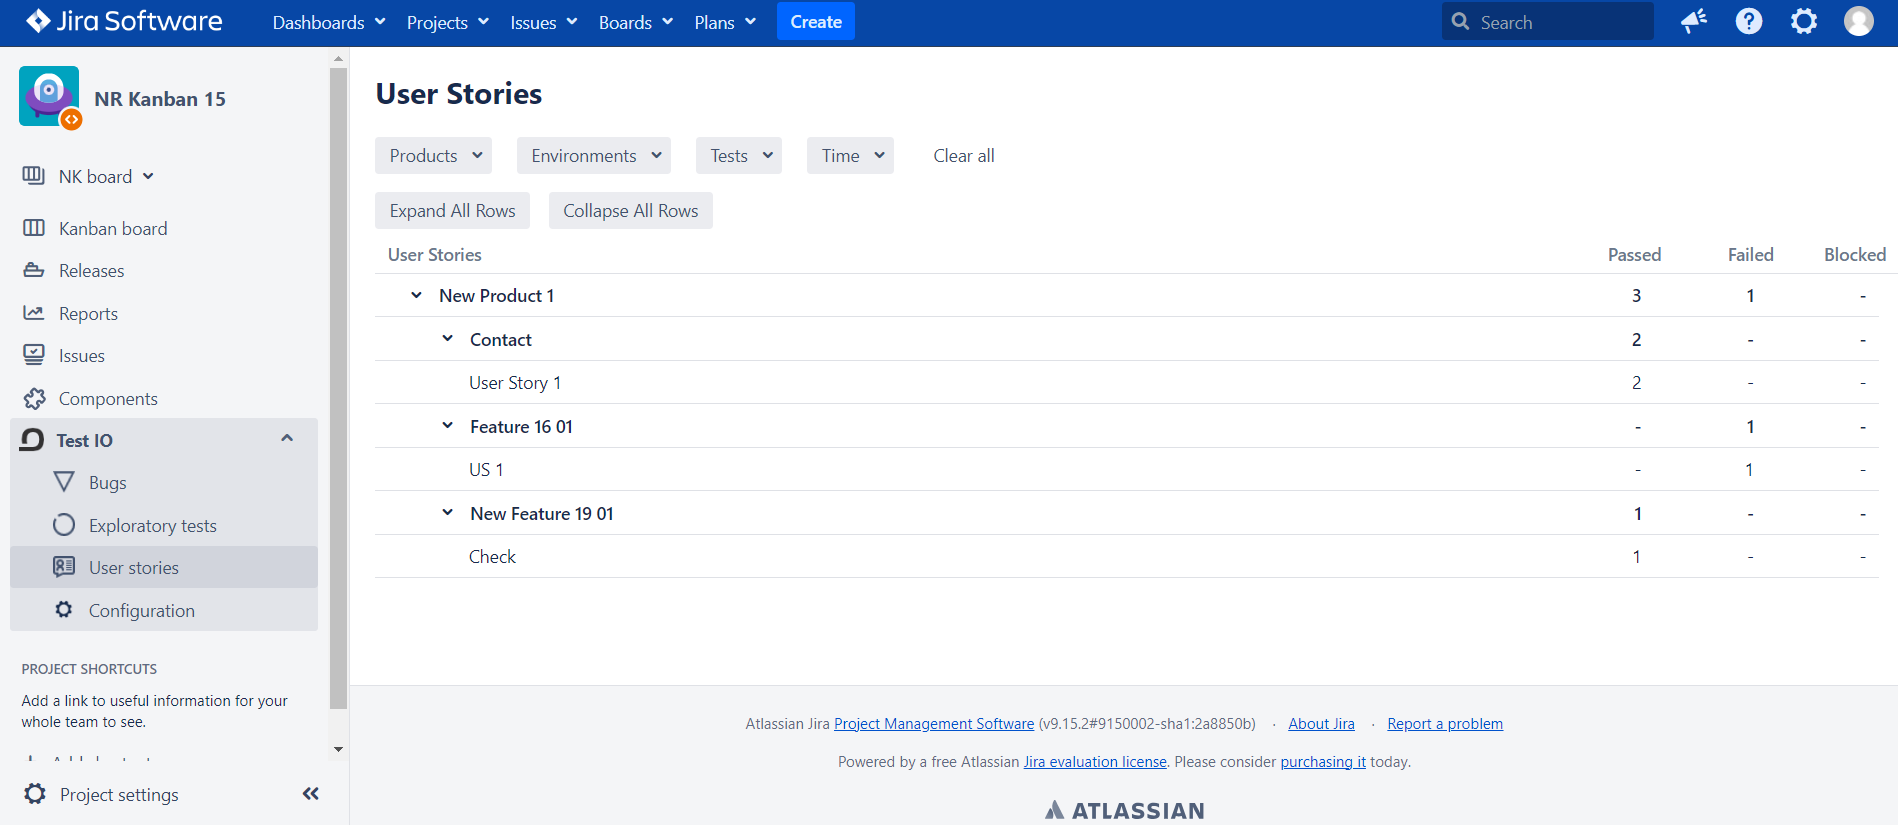 Jira Software Dashboards Projects Issues Boards Plans Create Search
NR Kanban 15
NK board
Kanban board
Releases
Reports
Issues
Components
Test IO
Bugs
Exploratory tests
User stories
Configuration
PROJECT SHORTCUTS
Add a link to useful information for your
whole team to see.
Project settings
User Stories
Products Environments Tests Time Clear all
Expand All Rows Collapse All Rows
User Stories Passed Failed Blocked
New Product 1 3 1 -
Contact 2 - -
User Story 1 2 - -
Feature 16 01 - 1 -
US 1 - 1 -
New Feature 19 01 1 - -
Check 1 - -
Atlassian Jira Project Management Software (v9.15.2#9150002-sha1:2a8850b) · About Jira · Report a problem
Powered by a free Atlassian Jira evaluation license. Please consider purchasing it today.
ATLASSIAN